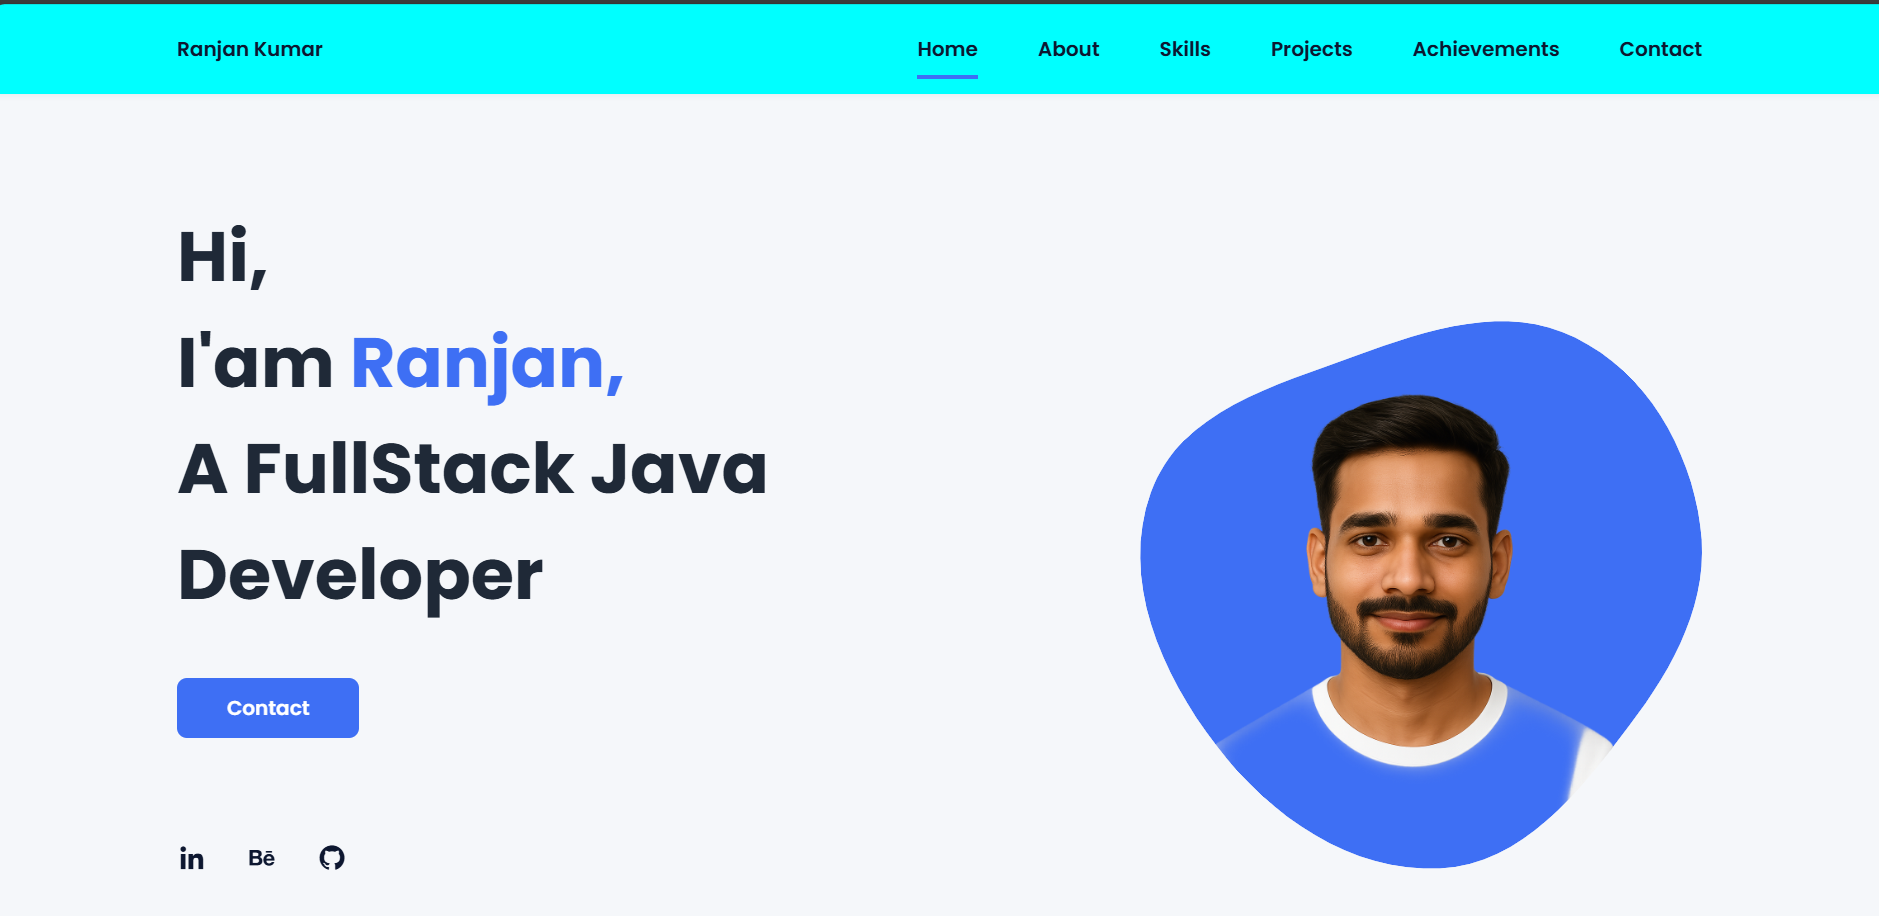 Ranjan Kumar
Home About Skills Projects Achievements Contact
Hi,
I'am Ranjan,
A FullStack Java
Developer
Contact
in Bē